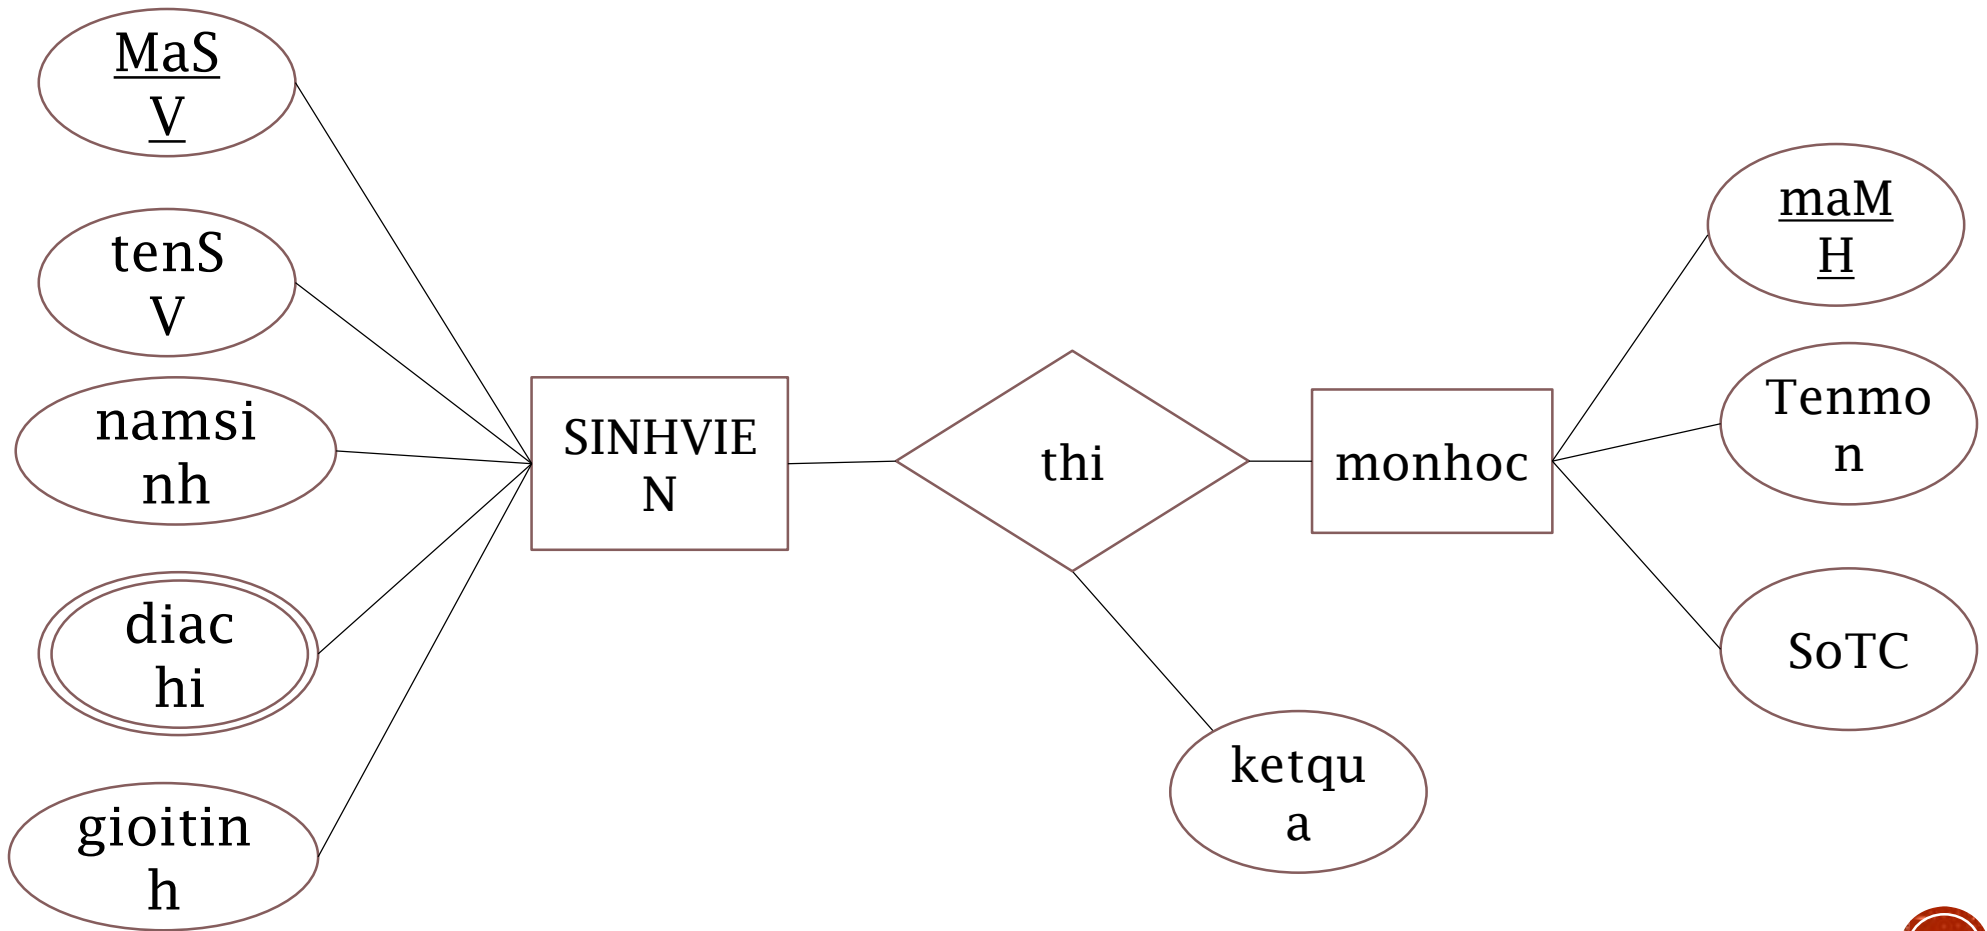 MaS
V
tenS
V
namsi
nh
diac
hi
gioitin
h
SINHVIE
N
thi
ketqu
a
monhoc
maM
H
Tenmo
n
SoTC